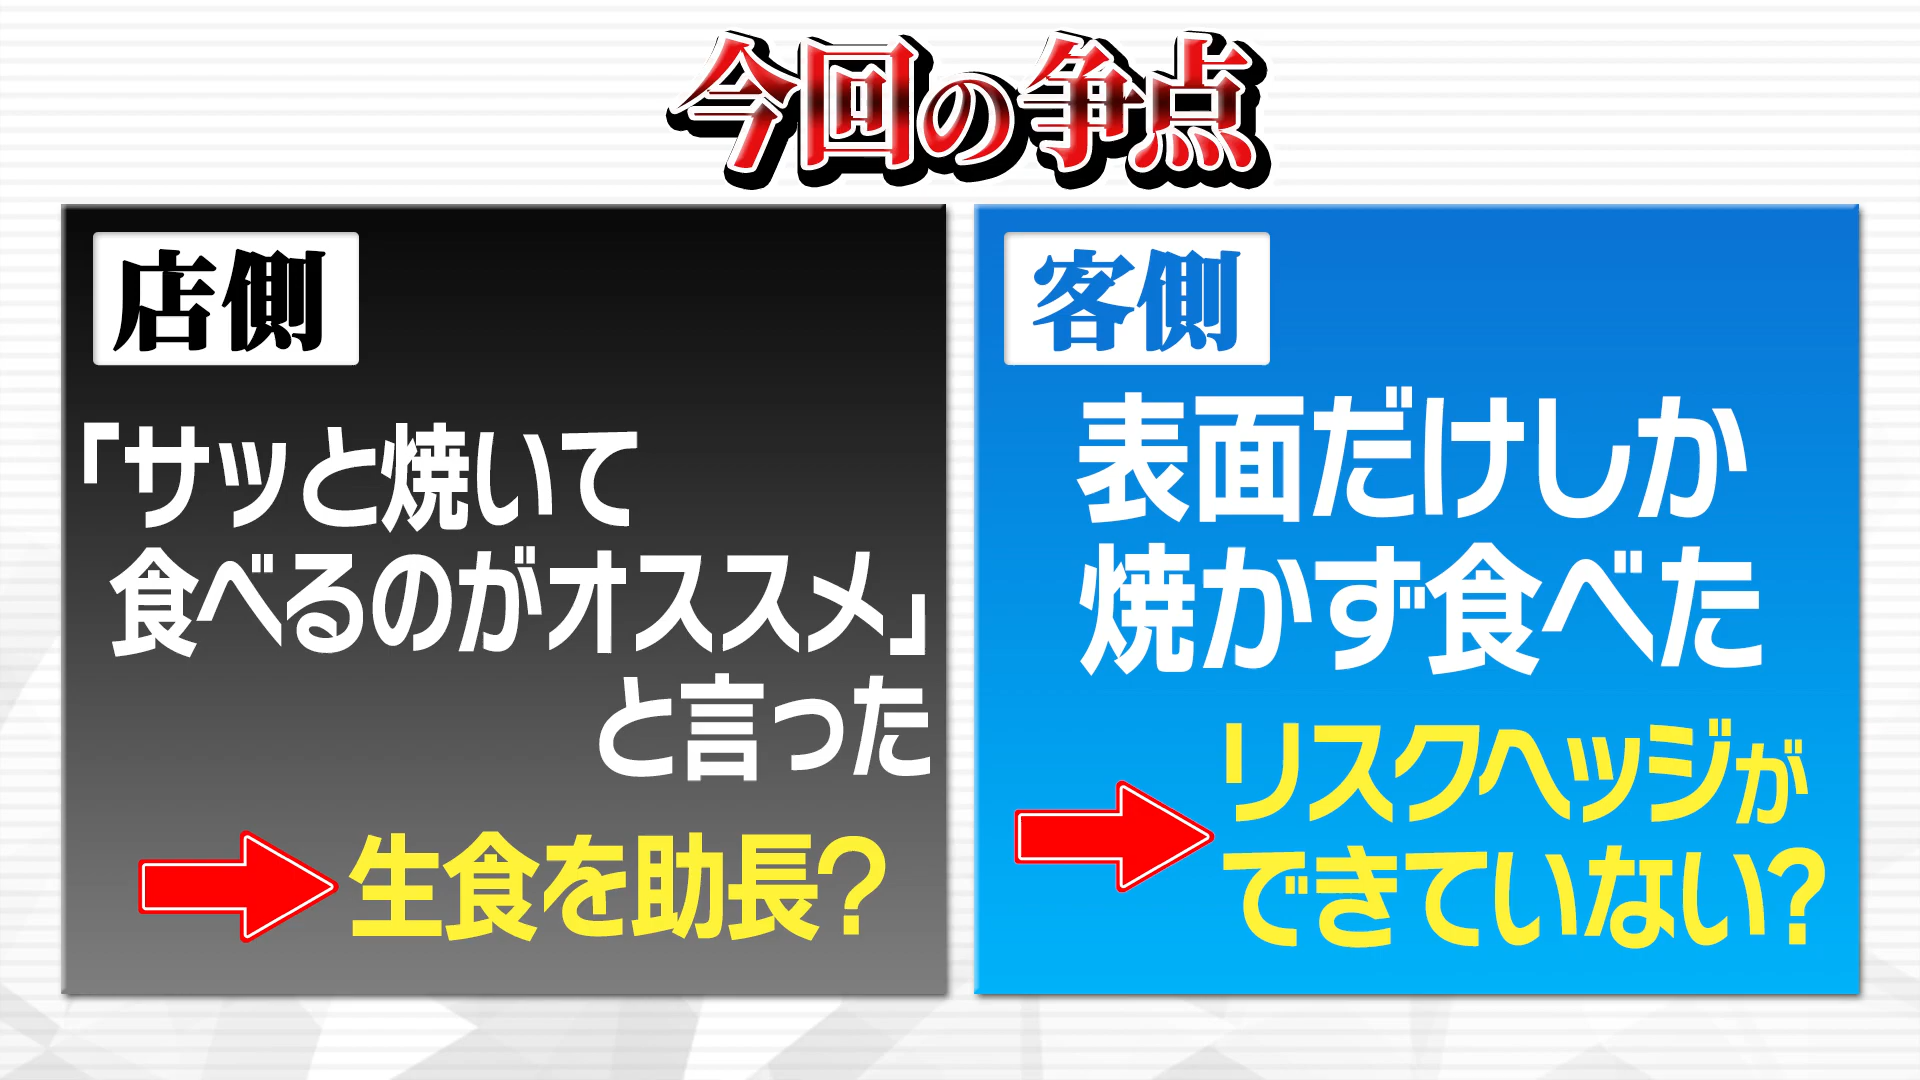 今回の争点
店側
「サッと焼いて
食べるのがオススメ」
と言った
生食を助長?
客側
表面だけしか
焼かず食べた
リスクヘッジが
できていない?